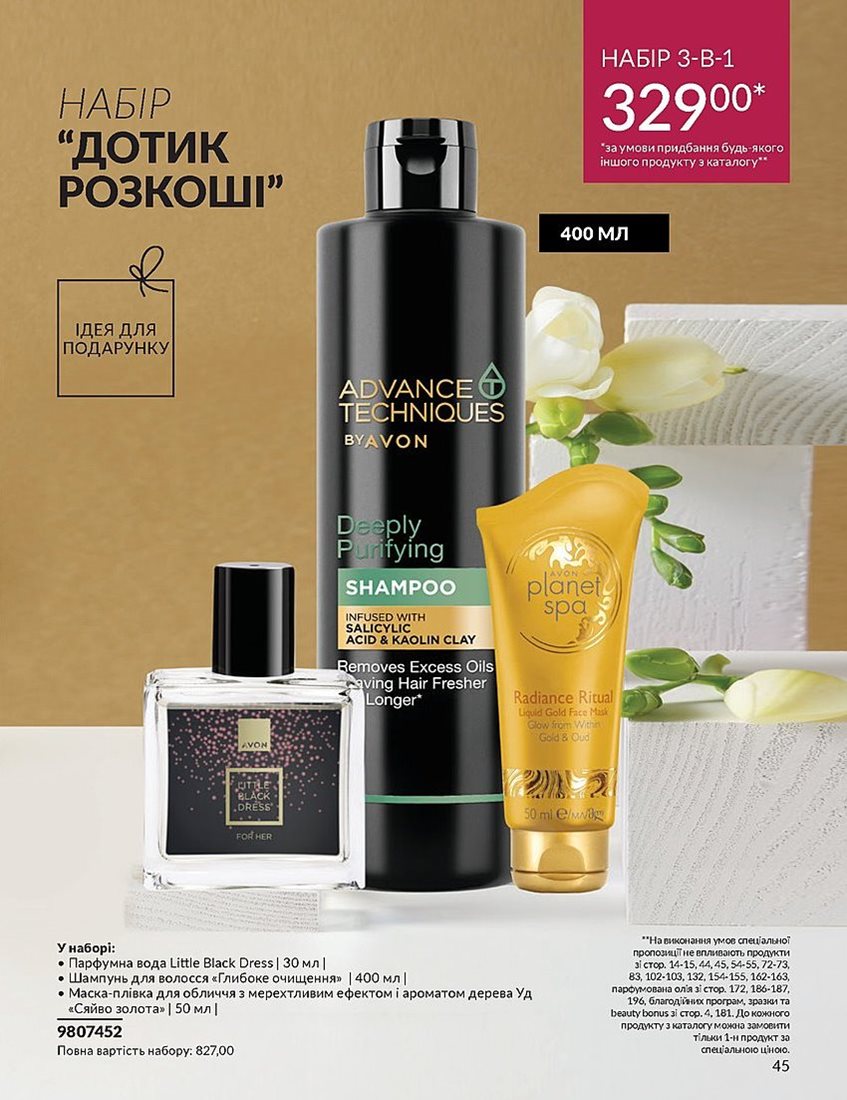 НАБІР
“ДОТИК
РОЗКОШІ”
ІДЕЯ ДЛЯ
ПОДАРУНКУ
НАБІР 3-В-1
329⁰⁰*
*за умови придбання будь-якого
іншого продукту з каталогу**
400 МЛ
ADVANCE
TECHNIQUES
BY AVON
Deeply
Purifying
SHAMPOO
INFUSED WITH
SALICYLIC
ACID & KAOLIN CLAY
Removes Excess Oils
aving Hair Fresher
Longer*
AVON
LITTLE
BLACK
DRESS
FOR HER
AVON
planet
spa
Radiance Ritual
Liquid Gold Face Mask
Glow from Within
Gold & Oud
50 ml e
У наборі:
• Парфумна вода Little Black Dress | 30 мл |
• Шампунь для волосся «Глибоке очищення» | 400 мл |
• Маска-плівка для обличчя з мерехтливим ефектом і ароматом дерева Уд
«Сяйво золота» | 50 мл |
9807452
Повна вартість набору: 827,00
**На виконання умов спеціальної
пропозиції не впливають продукти
зі стор. 14-15, 44, 45, 54-55, 72-73,
83, 102-103, 132, 154-155, 162-163,
парфумована олія зі стор. 172, 186-187,
196, благодійних програм, зразки та
beauty bonus зі стор. 4, 181. До кожного
продукту з каталогу можна замовити
тільки 1-н продукт за
спеціальною ціною.
45